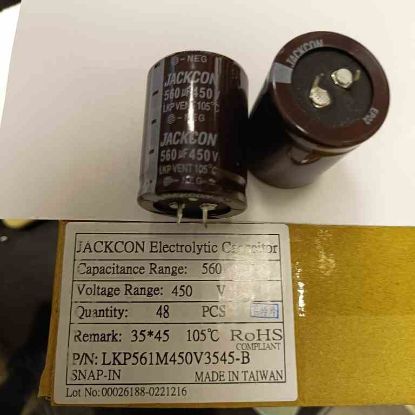 -NEG
JACKCON
560µF450V
LKP VENT 105℃
-NEG
JACKCON
560µF450V
LKP VENT 105℃
-NEG
JACKCON
JACKCON Electrolytic Capacitor
Capacitance Range: 560
Voltage Range: 450 V
Quantity: 48 PCS
Remark: 35*45 105℃ RoHS
COMPLIANT
P/N: LKP561M450V3545-B
SNAP-IN MADE IN TAIWAN
Lot No:00026188-0221216